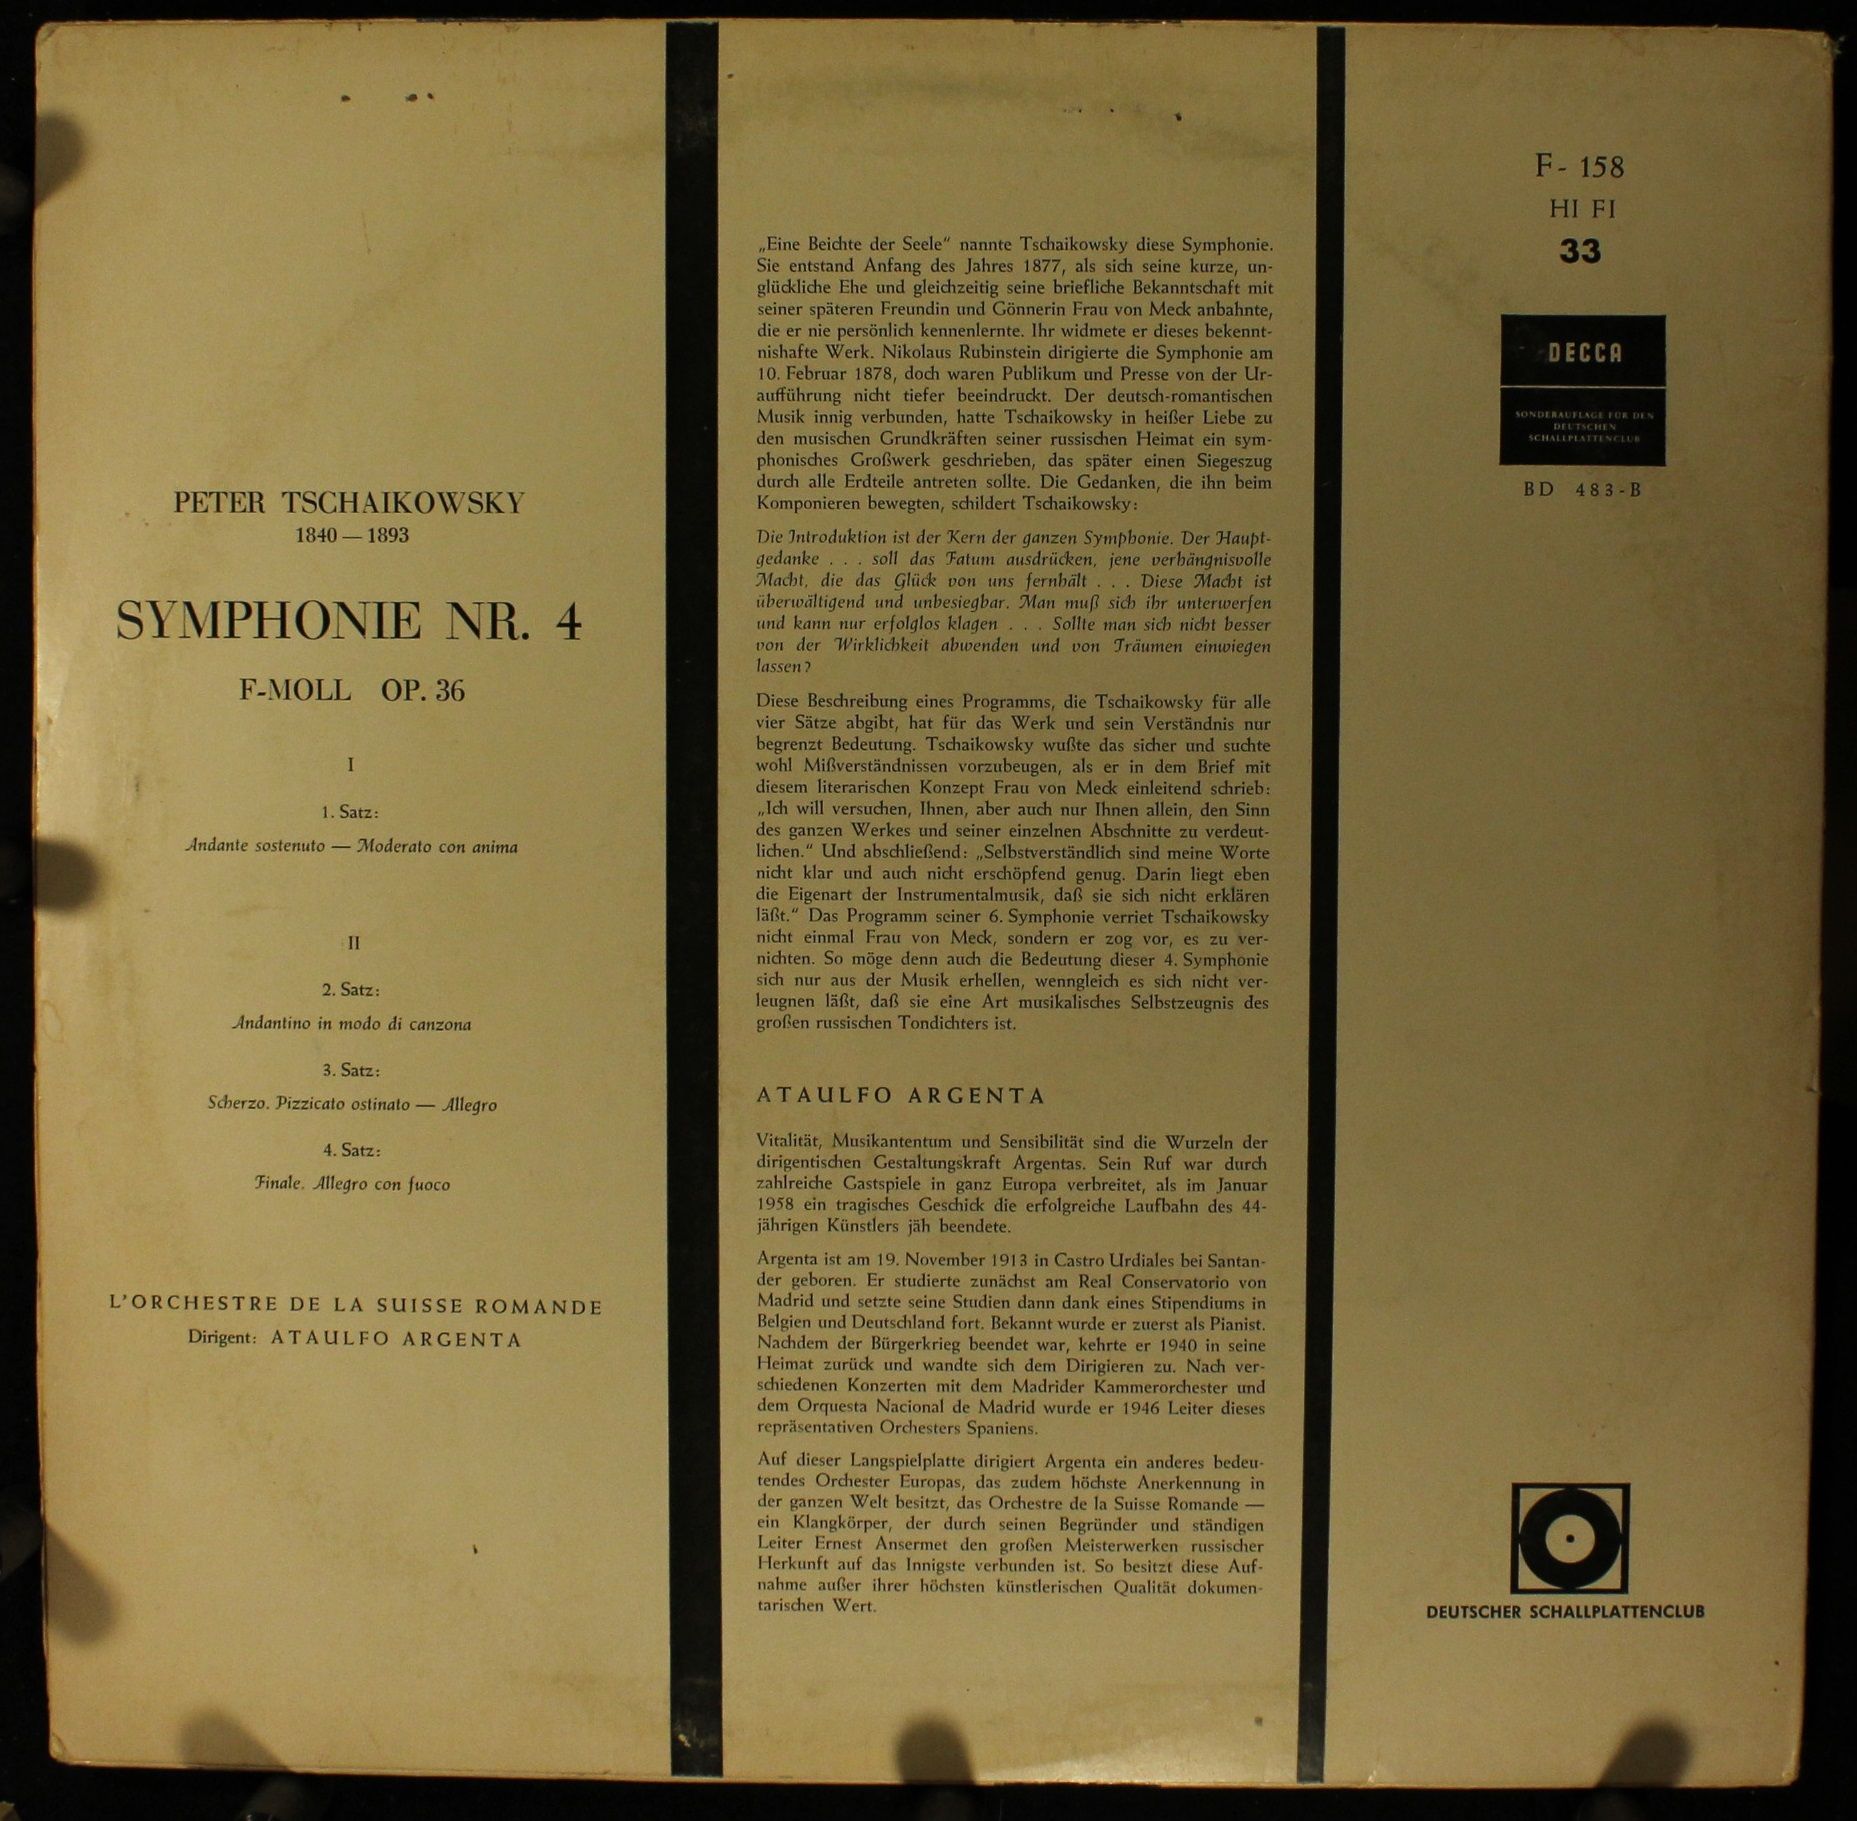 PETER TSCHAIKOWSKY
1840 — 1893
SYMPHONIE NR. 4
F-MOLL OP. 36
I
1. Satz:
Andante sostenuto — Moderato con anima
II
2. Satz:
Andantino in modo di canzona
3. Satz:
Scherzo. Pizzicato ostinato — Allegro
4. Satz:
Finale. Allegro con fuoco
L'ORCHESTRE DE LA SUISSE ROMANDE
Dirigent: ATAULFO ARGENTA
„Eine Beichte der Seele“ nannte Tschaikowsky diese Symphonie.
Sie entstand Anfang des Jahres 1877, als sich seine kurze, un-
glückliche Ehe und gleichzeitig seine briefliche Bekanntschaft mit
seiner späteren Freundin und Gönnerin Frau von Meck anbahnte,
die er nie persönlich kennenlernte. Ihr widmete er dieses bekennt-
nishafte Werk. Nikolaus Rubinstein dirigierte die Symphonie am
10. Februar 1878, doch waren Publikum und Presse von der Ur-
aufführung nicht tiefer beeindruckt. Der deutsch-romantischen
Musik innig verbunden, hatte Tschaikowsky in heißer Liebe zu
den musischen Grundkräften seiner russischen Heimat ein sym-
phonisches Großwerk geschrieben, das später einen Siegeszug
durch alle Erdteile antreten sollte. Die Gedanken, die ihn beim
Komponieren bewegten, schildert Tschaikowsky:
Die Introduktion ist der Kern der ganzen Symphonie. Der Haupt-
gedanke . . . soll das Fatum ausdrücken, jene verhängnisvolle
Macht, die das Glück von uns fernhält . . . Diese Macht ist
überwältigend und unbesiegbar. Man muß sich ihr unterwerfen
und kann nur erfolglos klagen . . . Sollte man sich nicht besser
von der Wirklichkeit abwenden und von Träumen einwiegen
lassen?
Diese Beschreibung eines Programms, die Tschaikowsky für alle
vier Sätze abgibt, hat für das Werk und sein Verständnis nur
begrenzt Bedeutung. Tschaikowsky wußte das sicher und suchte
wohl Mißverständnissen vorzubeugen, als er in dem Brief mit
diesem literarischen Konzept Frau von Meck einleitend schrieb:
„Ich will versuchen, Ihnen, aber auch nur Ihnen allein, den Sinn
des ganzen Werkes und seiner einzelnen Abschnitte zu verdeut-
lichen.“ Und abschließend: „Selbstverständlich sind meine Worte
nicht klar und auch nicht erschöpfend genug. Darin liegt eben
die Eigenart der Instrumentalmusik, daß sie sich nicht erklären
läßt.“ Das Programm seiner 6. Symphonie verriet Tschaikowsky
nicht einmal Frau von Meck, sondern er zog vor, es zu ver-
nichten. So möge denn auch die Bedeutung dieser 4. Symphonie
sich nur aus der Musik erhellen, wenngleich es sich nicht ver-
leugnen läßt, daß sie eine Art musikalisches Selbstzeugnis des
großen russischen Tondichters ist.
ATAULFO ARGENTA
Vitalität, Musikantentum und Sensibilität sind die Wurzeln der
dirigentischen Gestaltungskraft Argentas. Sein Ruf war durch
zahlreiche Gastspiele in ganz Europa verbreitet, als im Januar
1958 ein tragisches Geschick die erfolgreiche Laufbahn des 44-
jährigen Künstlers jäh beendete.
Argenta ist am 19. November 1913 in Castro Urdiales bei Santan-
der geboren. Er studierte zunächst am Real Conservatorio von
Madrid und setzte seine Studien dann dank eines Stipendiums in
Belgien und Deutschland fort. Bekannt wurde er zuerst als Pianist.
Nachdem der Bürgerkrieg beendet war, kehrte er 1940 in seine
Heimat zurück und wandte sich dem Dirigieren zu. Nach ver-
schiedenen Konzerten mit dem Madrider Kammerorchester und
dem Orquesta Nacional de Madrid wurde er 1946 Leiter dieses
repräsentativen Orchesters Spaniens.
Auf dieser Langspielplatte dirigiert Argenta ein anderes bedeu-
tendes Orchester Europas, das zudem höchste Anerkennung in
der ganzen Welt besitzt, das Orchestre de la Suisse Romande —
ein Klangkörper, der durch seinen Begründer und ständigen
Leiter Ernest Ansermet den großen Meisterwerken russischer
Herkunft auf das Innigste verbunden ist. So besitzt diese Auf-
nahme außer ihrer höchsten künstlerischen Qualität dokumen-
tarischen Wert.
F- 158
HI FI
33
DECCA
SONDERAUFLAGE FÜR DEN
DEUTSCHEN
SCHALLPLATTENCLUB
BD 483-B
DEUTSCHER SCHALLPLATTENCLUB